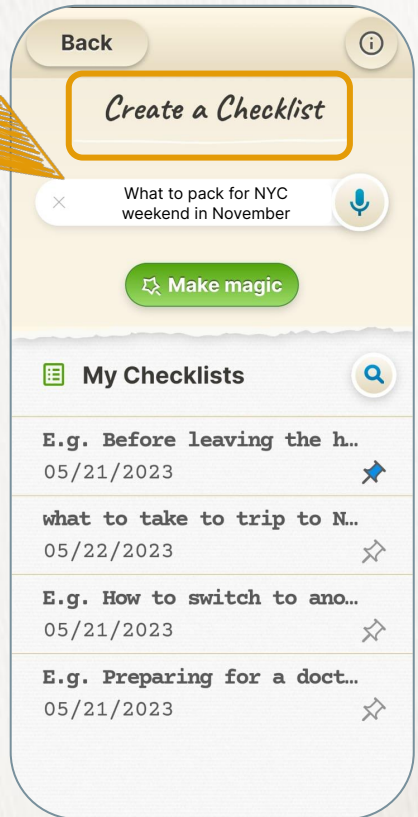 Back
Create a Checklist
What to pack for NYC
weekend in November
Make magic
My Checklists
E.g. Before leaving the h...
05/21/2023
what to take to trip to N...
05/22/2023
E.g. How to switch to ano...
05/21/2023
E.g. Preparing for a doct...
05/21/2023